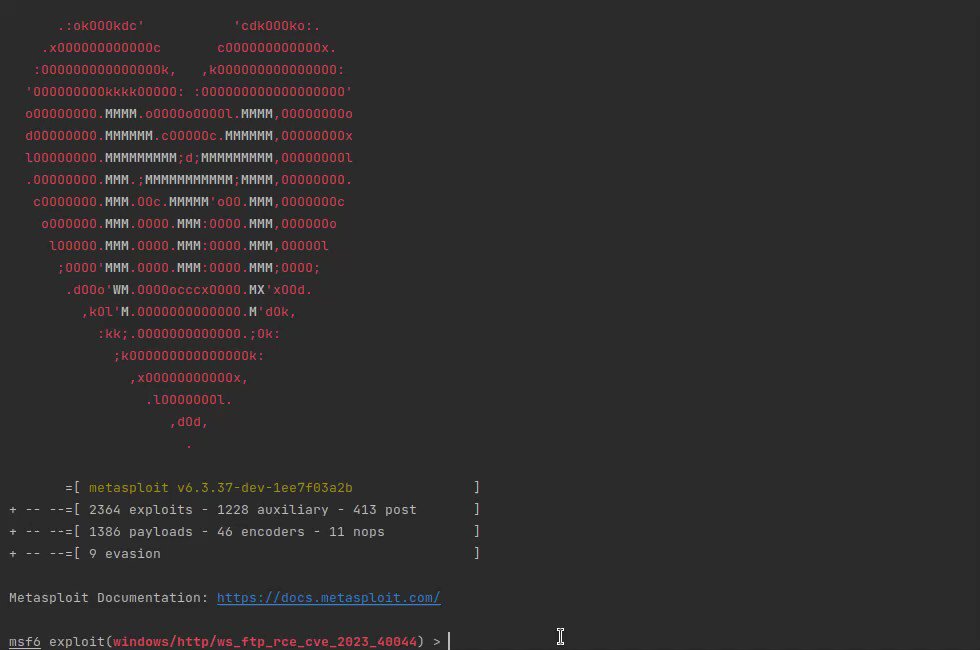 .:okOOOkdc'           'cdkOOOko:.
    .xOOOOOOOOOOOOc       cOOOOOOOOOOOOx.
   :OOOOOOOOOOOOOOOk,   ,kOOOOOOOOOOOOOOO:
  'OOOOOOOOOkkkkOOOOO: :OOOOOOOOOOOOOOOOOO'
  oOOOOOOOO.MMMM.oOOOOoOOOOl.MMMM,OOOOOOOOo
  dOOOOOOOO.MMMMMM.cOOOOOc.MMMMMM,OOOOOOOOx
  lOOOOOOOO.MMMMMMMMM;d;MMMMMMMMM,OOOOOOOOl
  .OOOOOOOO.MMM.;MMMMMMMMMMM;MMMM,OOOOOOOO.
   cOOOOOOO.MMM.OOc.MMMMM'oOO.MMM,OOOOOOOc
    oOOOOOO.MMM.OOOO.MMM:OOOO.MMM,OOOOOOo
     lOOOOO.MMM.OOOO.MMM:OOOO.MMM,OOOOOl
      ;OOOO'MMM.OOOO.MMM:OOOO.MMM;OOOO;
       .dOOo'WM.OOOOocccxOOOO.MX'xOOd.
         ,kOl'M.OOOOOOOOOOOOO.M'dOk,
           :kk;.OOOOOOOOOOOOO.;Ok:
             ;kOOOOOOOOOOOOOOOk:
               ,xOOOOOOOOOOOx,
                 .lOOOOOOOl.
                    ,dOd,
                      .
       =[ metasploit v6.3.37-dev-1ee7f03a2b               ]
+ -- --=[ 2364 exploits - 1228 auxiliary - 413 post       ]
+ -- --=[ 1386 payloads - 46 encoders - 11 nops           ]
+ -- --=[ 9 evasion                                       ]
Metasploit Documentation: https://docs.metasploit.com/
msf6 exploit(windows/http/ws_ftp_rce_cve_2023_40044) >